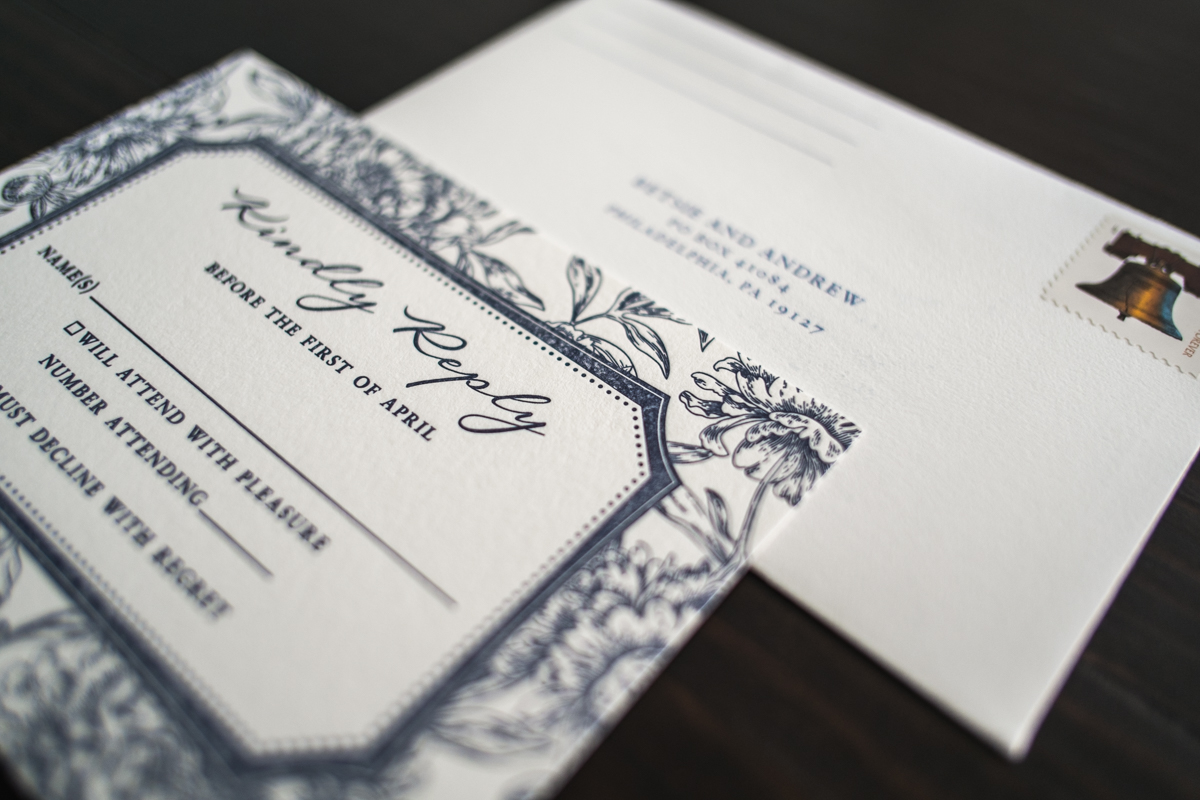 Kindly Reply
BEFORE THE FIRST OF APRIL
NAME(S)
WILL ATTEND WITH PLEASURE
NUMBER ATTENDING
MUST DECLINE WITH REGRET
BETSIE AND ANDREW
PO BOX 41084
PHILADELPHIA, PA 19127
FOREVER